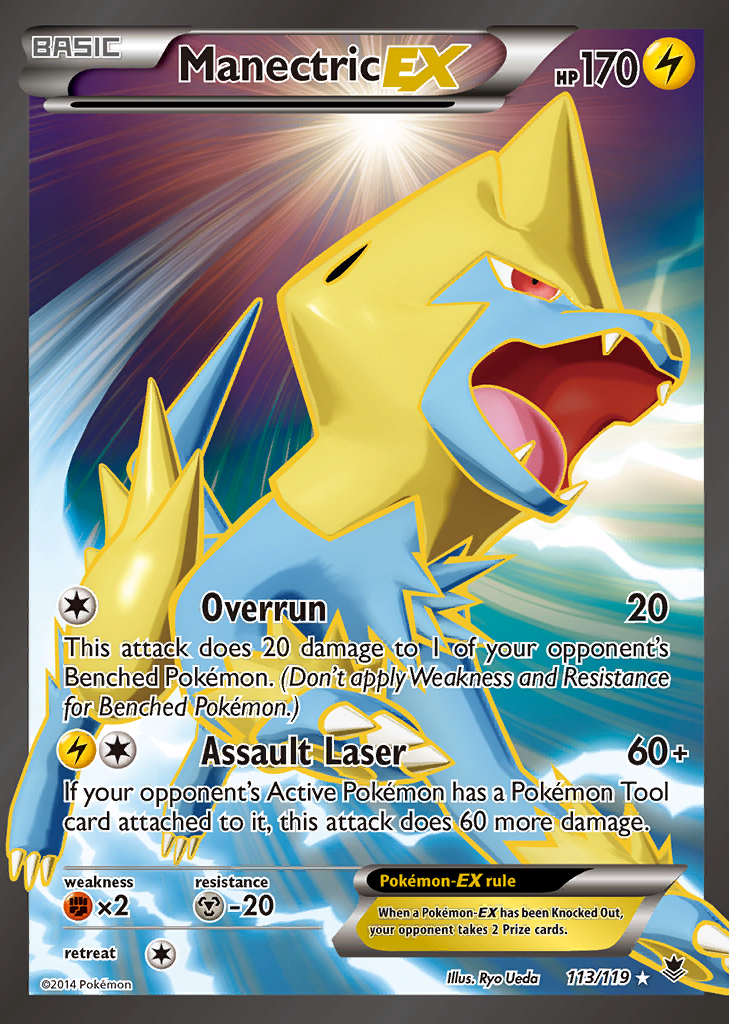 BASIC
Manectric EX
HP 170
Overrun 20
This attack does 20 damage to 1 of your opponent's
Benched Pokémon. (Don't apply Weakness and Resistance
for Benched Pokémon.)
Assault Laser 60+
If your opponent's Active Pokémon has a Pokémon Tool
card attached to it, this attack does 60 more damage.
weakness resistance
×2 -20
retreat
Pokémon-EX rule
When a Pokémon-EX has been Knocked Out,
your opponent takes 2 Prize cards.
©2014 Pokémon
Illus. Ryo Ueda 113/119